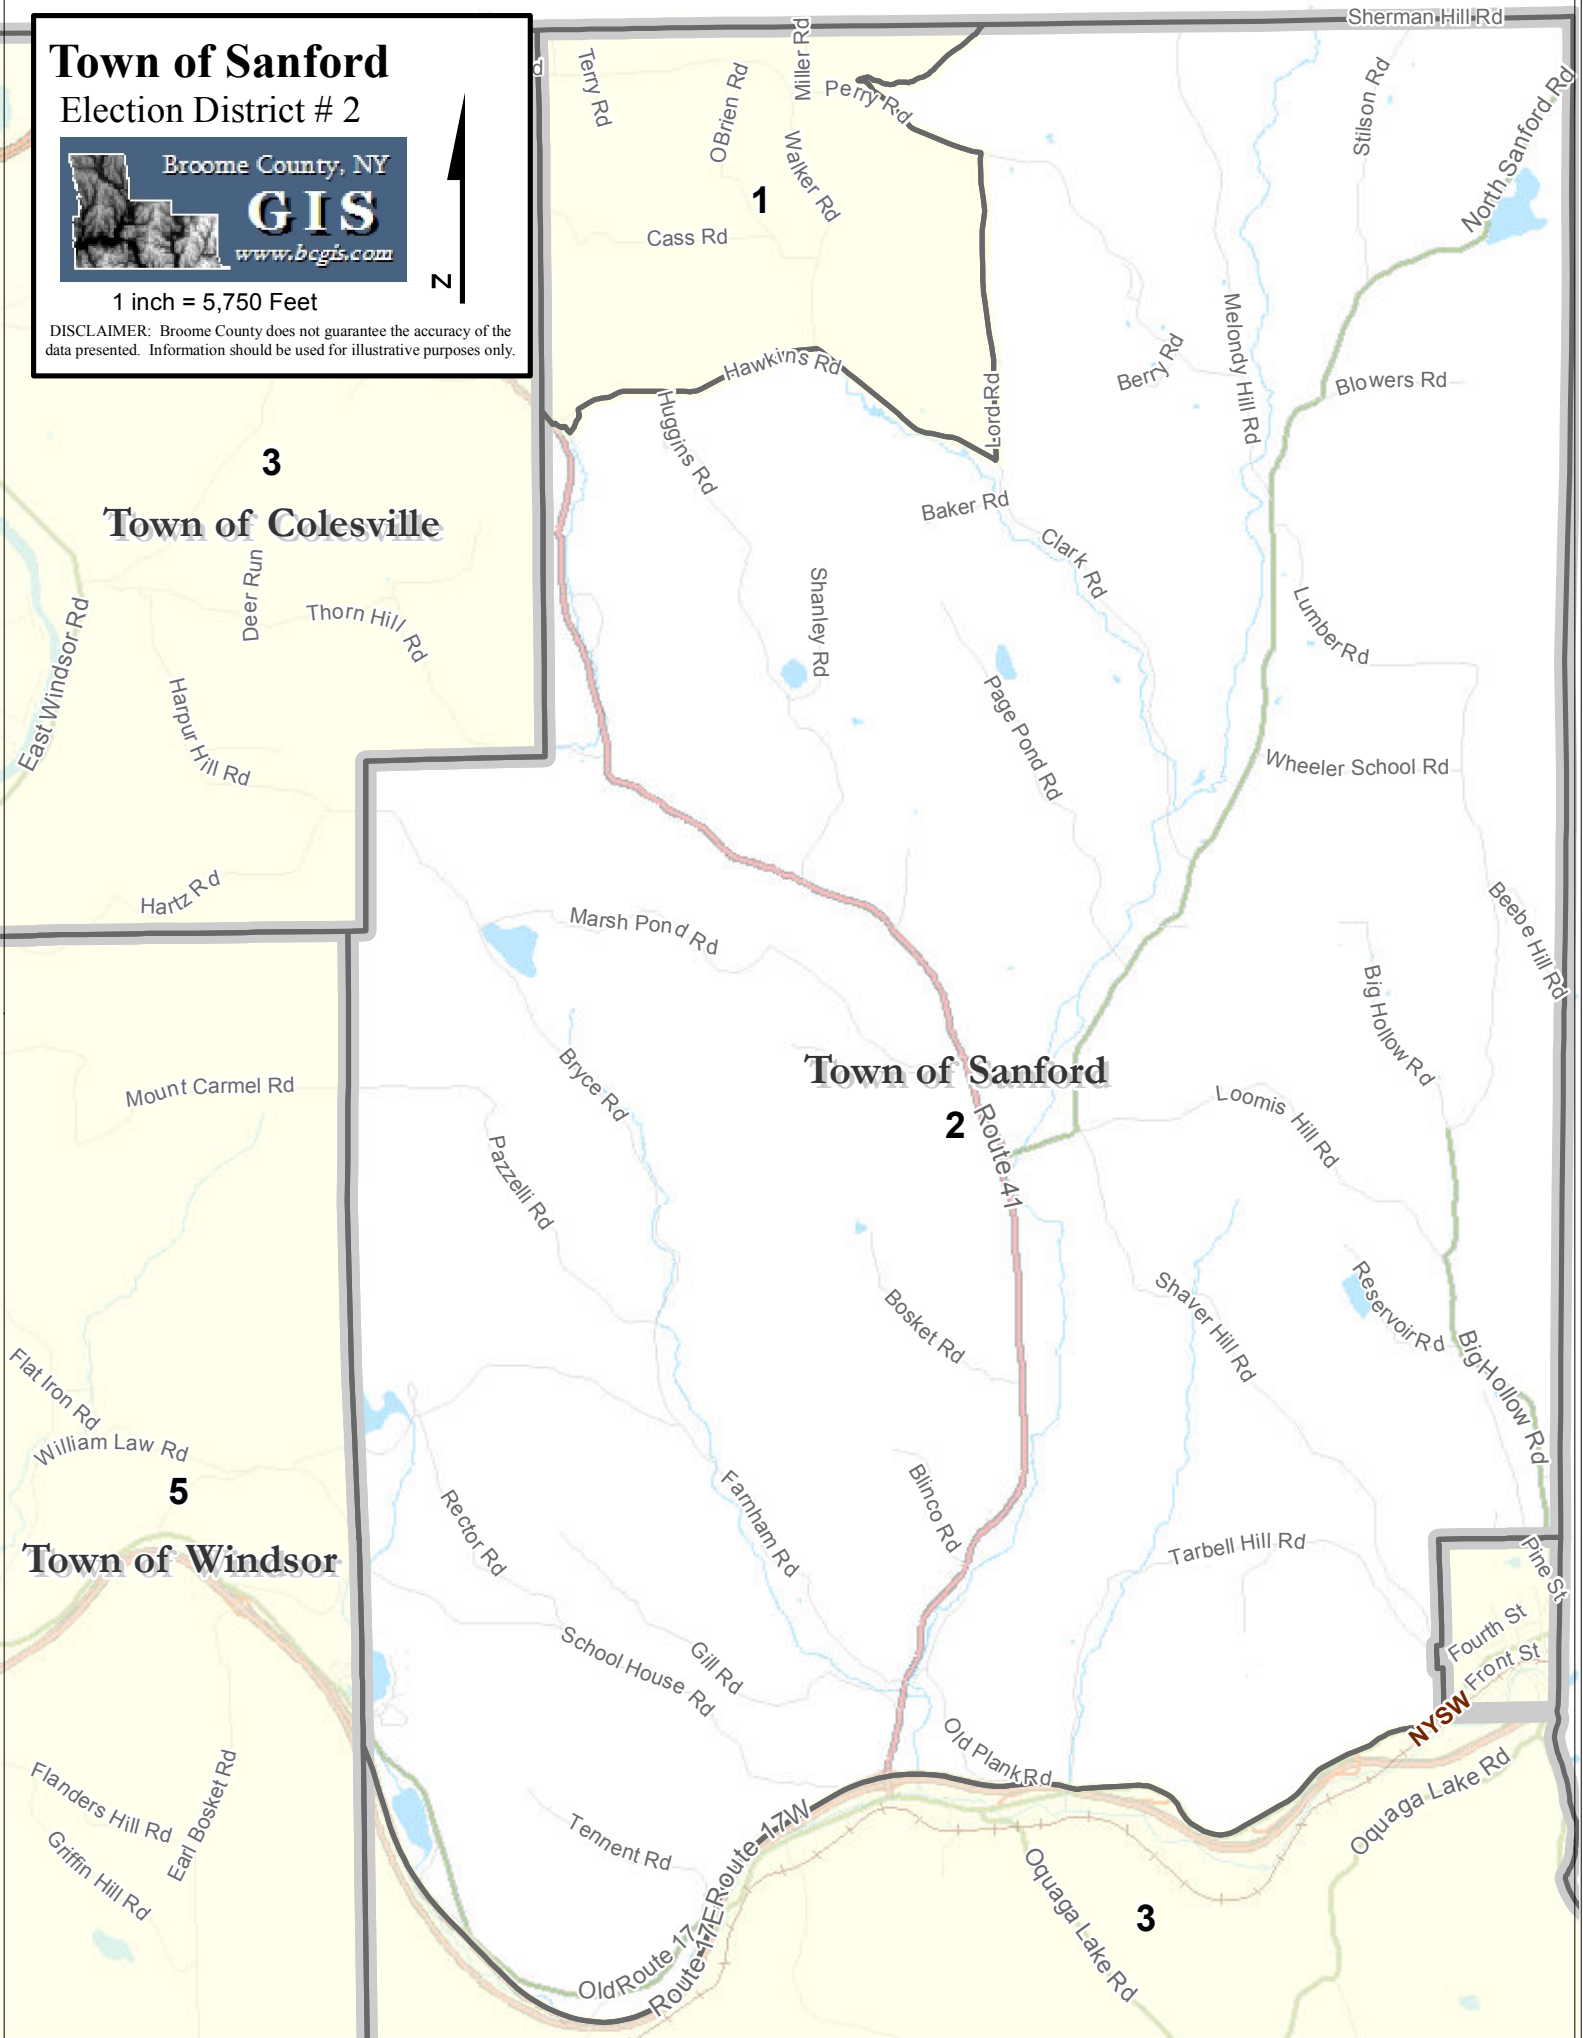 Town of Sanford
Election District # 2
Broome County, NY
GIS
www.bcgis.com
1 inch = 5,750 Feet
DISCLAIMER: Broome County does not guarantee the accuracy of the
data presented. Information should be used for illustrative purposes only.
N
d
Sherman Hill Rd
Terry Rd
OBrien Rd
Miller Rd
Perry Rd
Walker Rd
1
Cass Rd
Stilson Rd
North Sanford Rd
Melondy Hill Rd
Berry Rd
Blowers Rd
Hawkins Rd
Lord Rd
Huggins Rd
3
Town of Colesville
Baker Rd
Clark Rd
Deer Run
Thorn Hill Rd
East Windsor Rd
Harpur Hill Rd
Shanley Rd
Lumber Rd
Page Pond Rd
Wheeler School Rd
Hartz Rd
Marsh Pond Rd
Beebe Hill Rd
Big Hollow Rd
Town of Sanford
2
Route 41
Bryce Rd
Mount Carmel Rd
Loomis Hill Rd
Pazzelli Rd
Bosket Rd
Shaver Hill Rd
Reservoir Rd
Big Hollow Rd
Flat Iron Rd
William Law Rd
5
Town of Windsor
Rector Rd
Farnham Rd
Blinco Rd
Tarbell Hill Rd
Pine St
Fourth St
Front St
NYSW
School House Rd
Gill Rd
Old Plank Rd
Flanders Hill Rd
Earl Bosket Rd
Griffin Hill Rd
Tennent Rd
Route 17W
Route 17E
Old Route 17
Oquaga Lake Rd
Oquaga Lake Rd
3